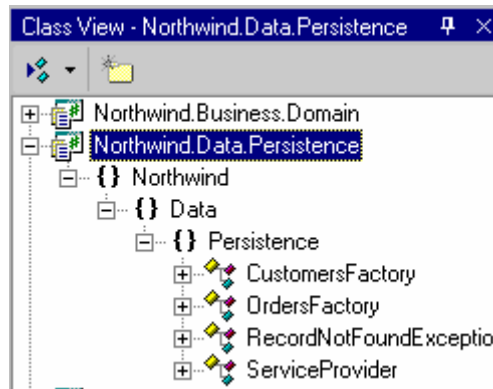 Class View - Northwind.Data.Persistence
Northwind.Business.Domain
Northwind.Data.Persistence
{} Northwind
{} Data
{} Persistence
CustomersFactory
OrdersFactory
RecordNotFoundExceptio
ServiceProvider